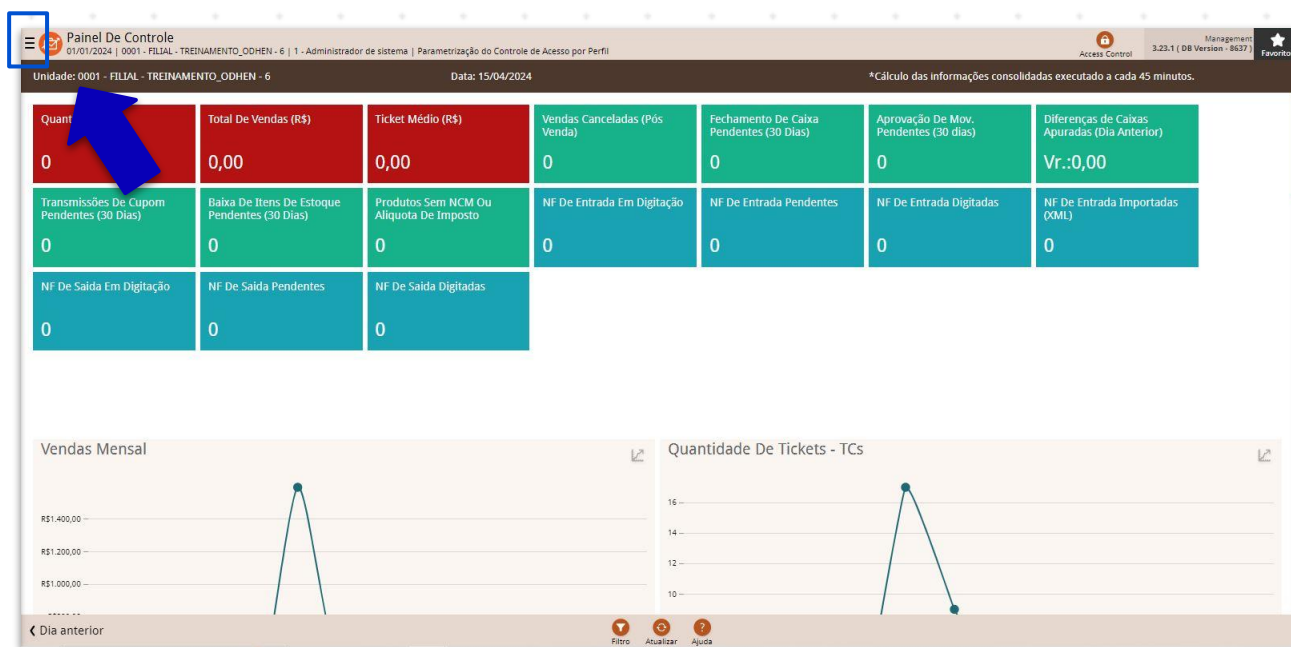 Painel De Controle
01/01/2024 | 0001 - FILIAL - TREINAMENTO_ODHEN - 6 | 1 - Administrador de sistema | Parametrização do Controle de Acesso por Perfil
Access Control
Management
3.23.1 ( DB Version - 8637 )
Favorito
Unidade: 0001 - FILIAL - TREINAMENTO_ODHEN - 6
Data: 15/04/2024
*Cálculo das informações consolidadas executado a cada 45 minutos.
Total De Vendas (R$)
Ticket Médio (R$)
Vendas Canceladas (Pós
Venda)
Fechamento De Caixa
Pendentes (30 Dias)
Aprovação De Mov.
Pendentes (30 dias)
Diferenças de Caixas
Apuradas (Dia Anterior)
0
0,00
0,00
0
0
0
Vr.:0,00
Transmissões De Cupom
Pendentes (30 Dias)
Baixa De Itens De Estoque
Pendentes (30 Dias)
Produtos Sem NCM Ou
Aliquota De Imposto
NF De Entrada Em Digitação
NF De Entrada Pendentes
NF De Entrada Digitadas
NF De Entrada Importadas
(XML)
0
0
0
0
0
0
0
NF De Saida Em Digitação
NF De Saida Pendentes
NF De Saida Digitadas
0
0
0
Vendas Mensal
R$1.400,00
R$1.200,00
R$1.000,00
Quantidade De Tickets - TCs
16
14
12
10
Dia anterior
Filtro
Atualizar
Ajuda